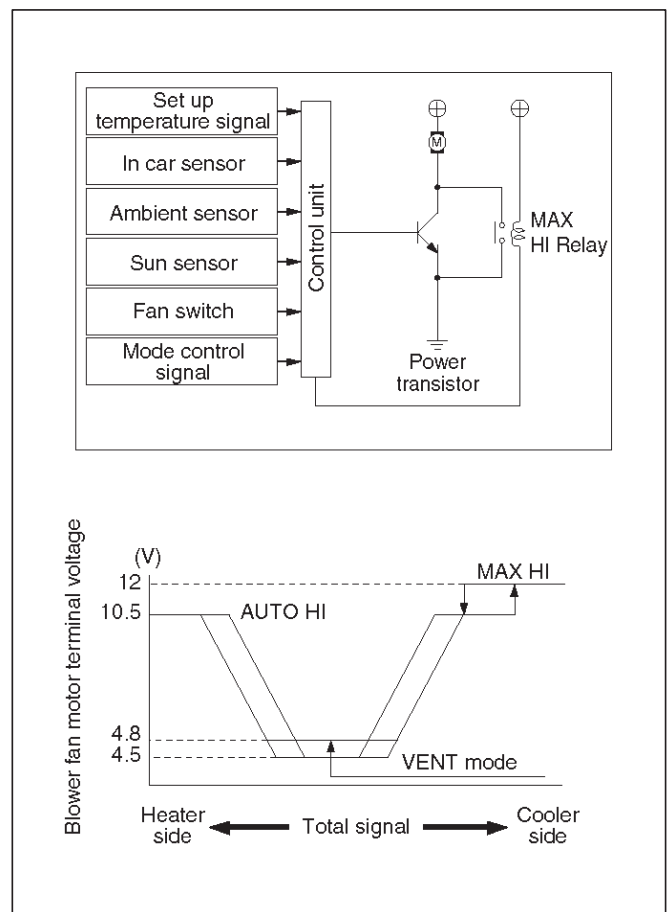 Set up
temperature signal
In car sensor
Ambient sensor
Sun sensor
Fan switch
Mode control
signal
Control unit
M
MAX
HI Relay
Power
transistor
Blower fan motor terminal voltage
(V)
12
10.5
4.8
4.5
MAX HI
AUTO HI
VENT mode
Heater
side
Total signal
Cooler
side